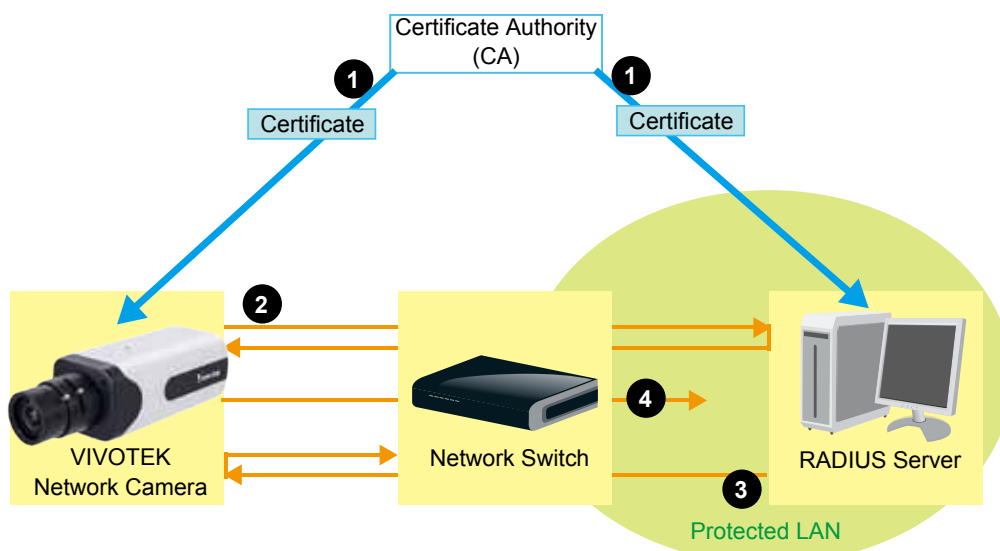 Certificate Authority
(CA)
1
1
Certificate
Certificate
2
4
VIVOTEK
Network Camera
Network Switch
RADIUS Server
3
Protected LAN